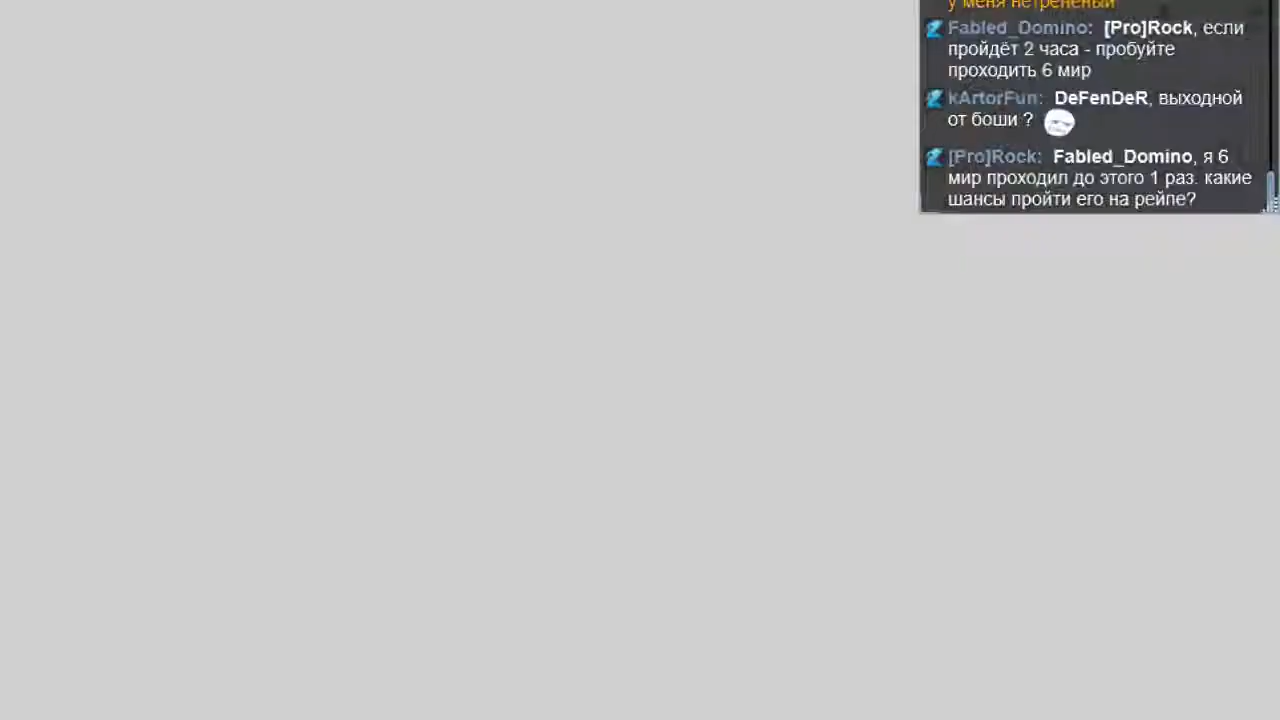 у меня нетрененый
Fabled_Domino: [Pro]Rock, если
пройдёт 2 часа - пробуйте
проходить 6 мир
kArtorFun: DeFenDeR, выходной
от боши ?
[Pro]Rock: Fabled_Domino, я 6
мир проходил до этого 1 раз. какие
шансы пройти его на рейпе?